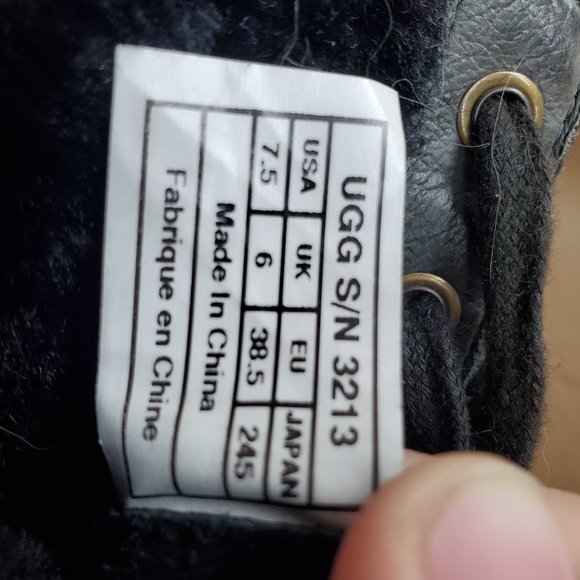 UGG S/N 3213
USA UK EU JAPAN
7.5 6 38.5 245
Made In China
Fabrique en Chine